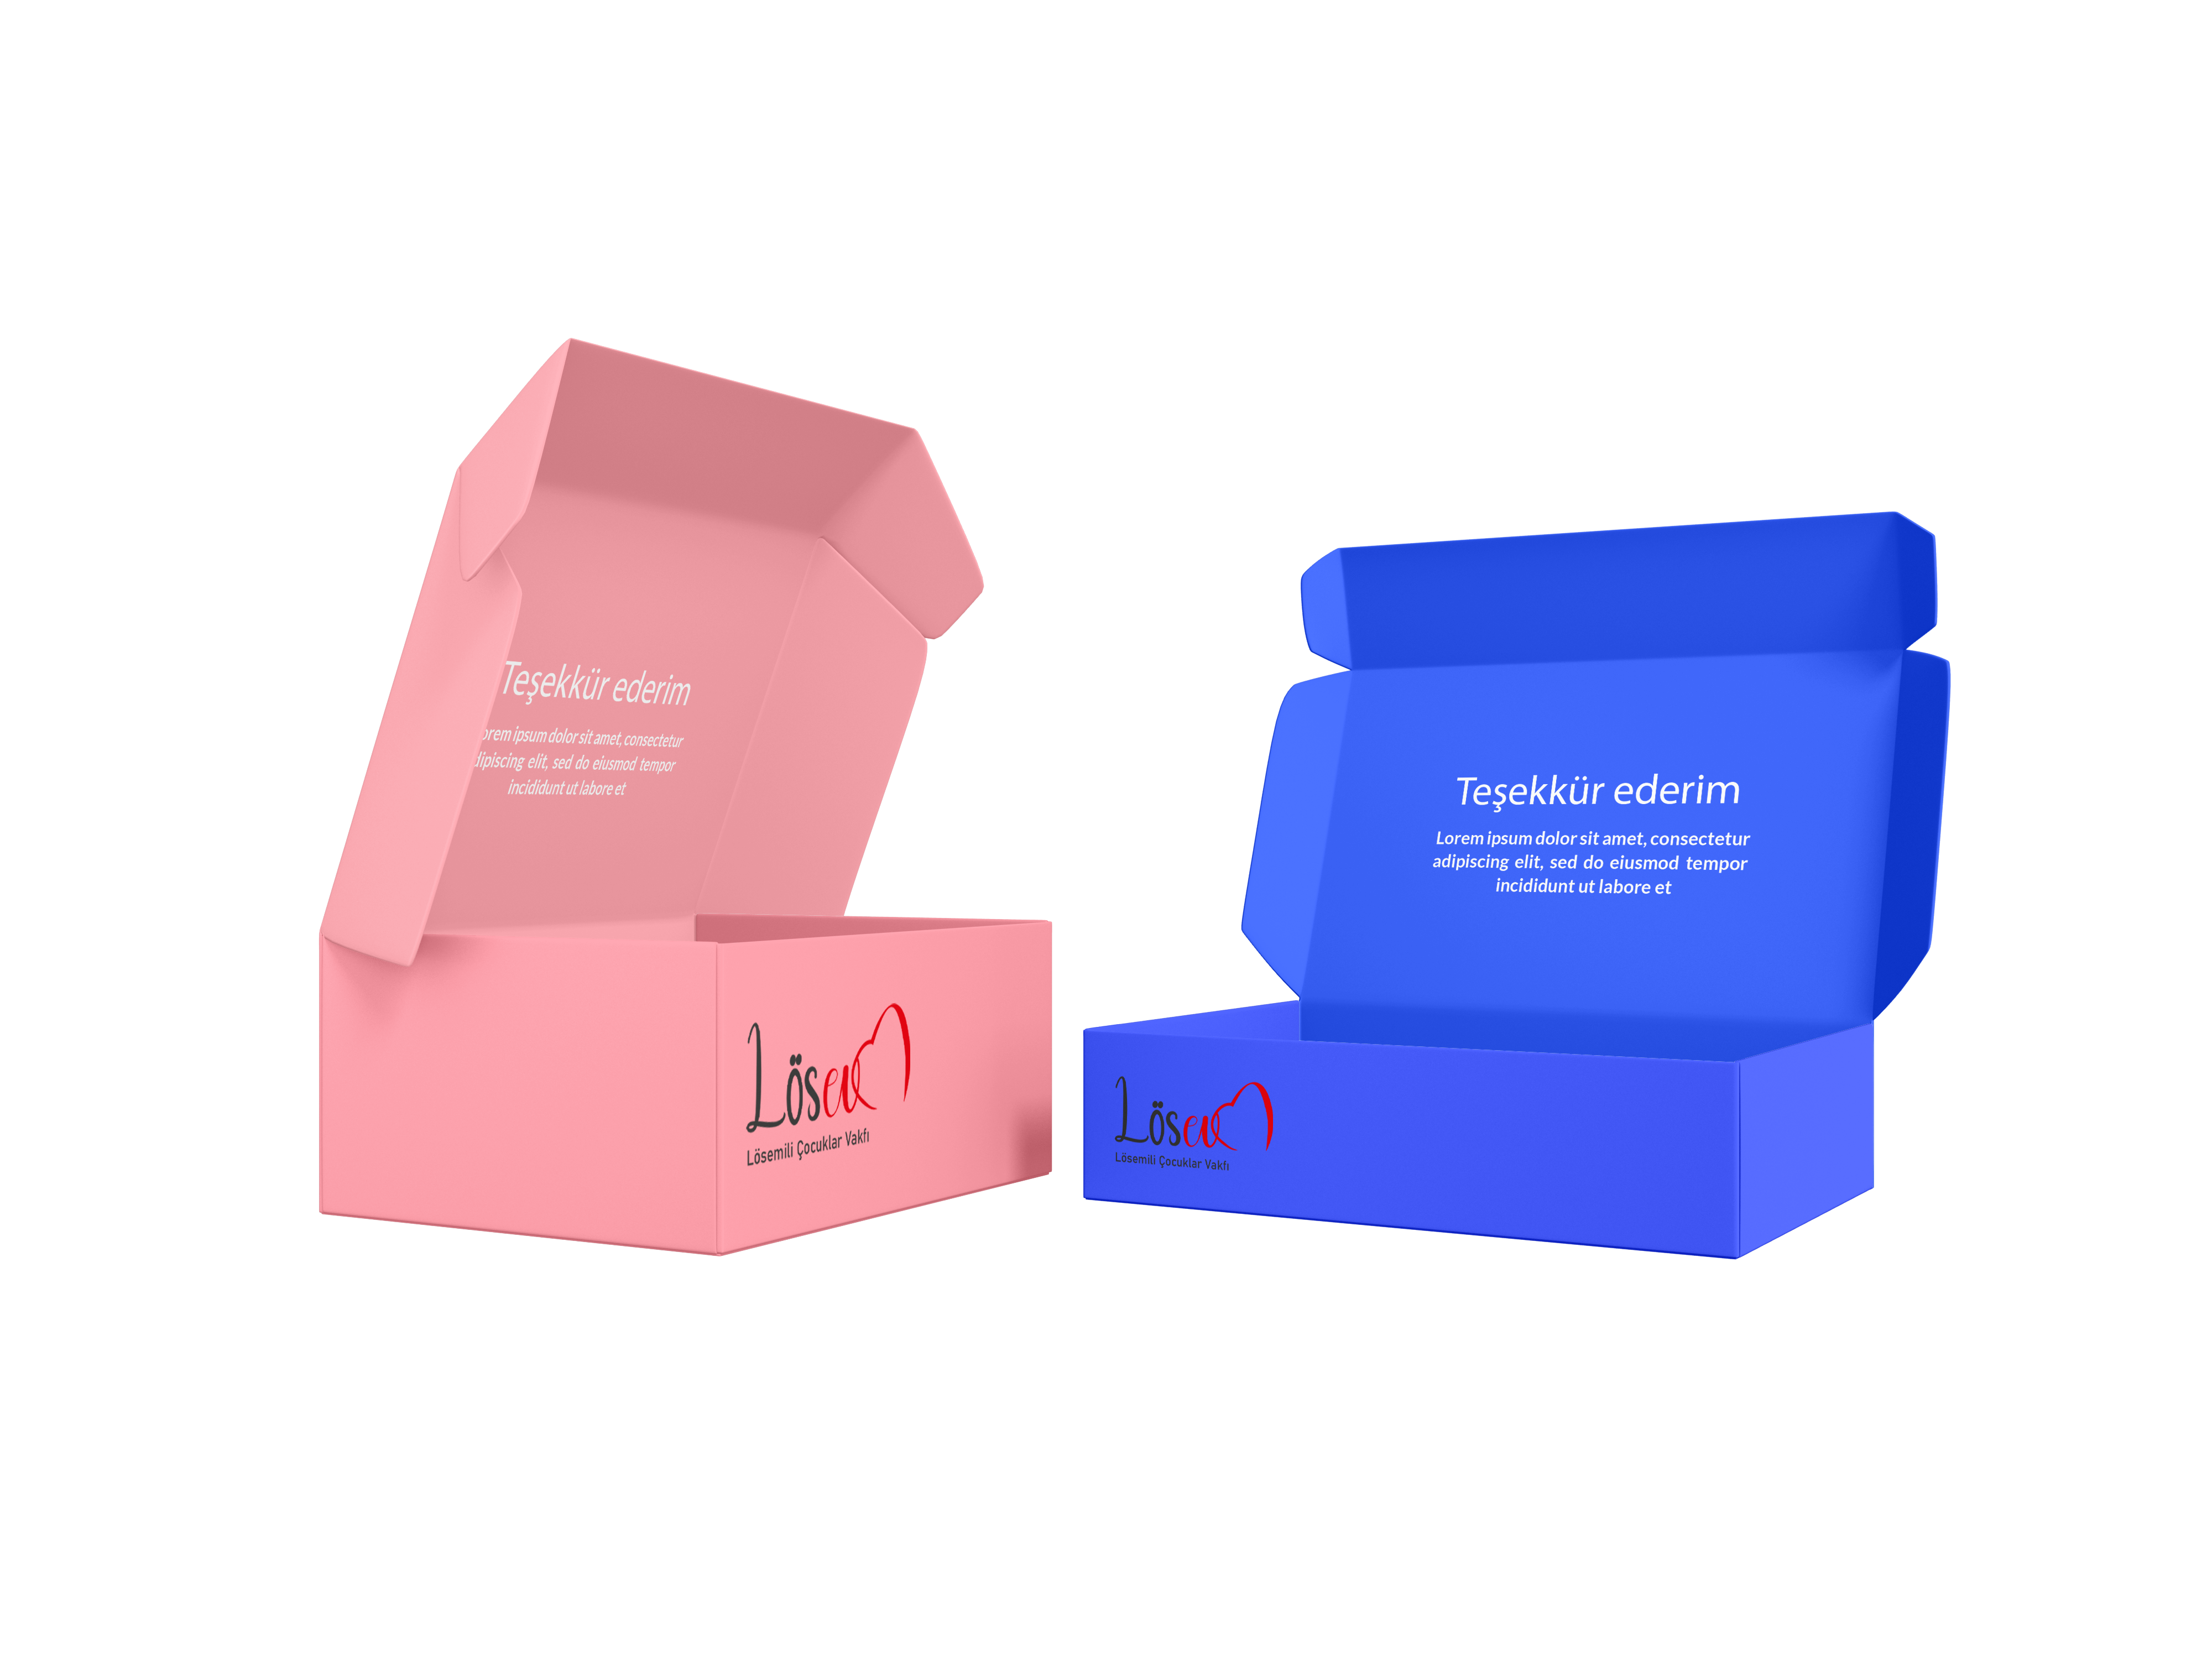 Teşekkür ederim
orem ipsum dolor sit amet, consectetur
dipiscing elit, sed do eiusmod tempor
incididunt ut labore et
Lösev
Lösemili Çocuklar Vakfı
Teşekkür ederim
Lorem ipsum dolor sit amet, consectetur
adipiscing elit, sed do eiusmod tempor
incididunt ut labore et
Lösev
Lösemili Çocuklar Vakfı